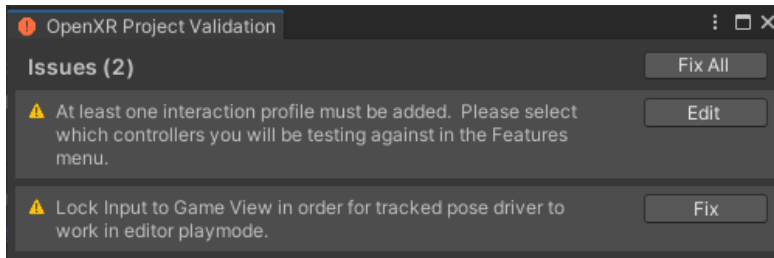 OpenXR Project Validation
Issues (2)
Fix All
At least one interaction profile must be added.  Please select
which controllers you will be testing against in the Features
menu.
Edit
Lock Input to Game View in order for tracked pose driver to
work in editor playmode.
Fix